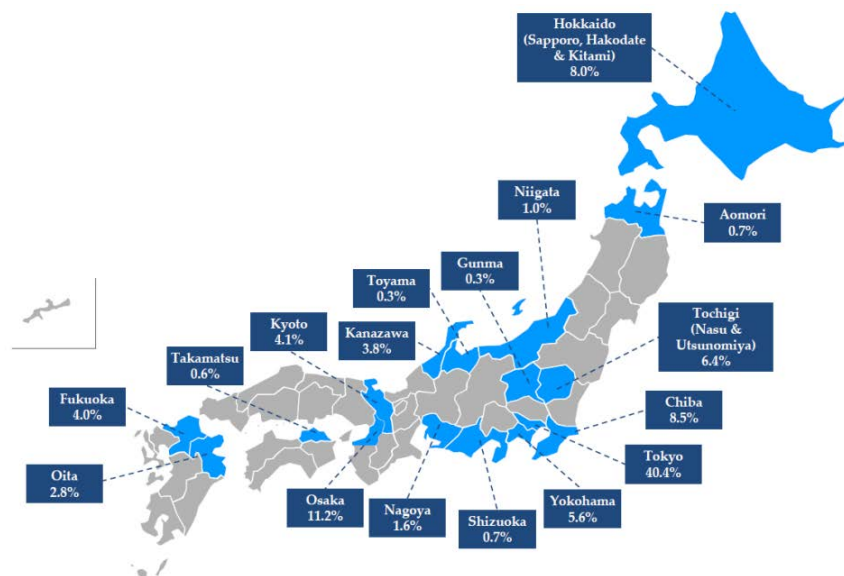 Hokkaido
(Sapporo, Hakodate
& Kitami)
8.0%
Niigata
1.0%
Aomori
0.7%
Gunma
0.3%
Toyama
0.3%
Kyoto
4.1%
Kanazawa
3.8%
Tochigi
(Nasu &
Utsunomiya)
6.4%
Takamatsu
0.6%
Fukuoka
4.0%
Chiba
8.5%
Tokyo
40.4%
Oita
2.8%
Osaka
11.2%
Nagoya
1.6%
Shizuoka
0.7%
Yokohama
5.6%